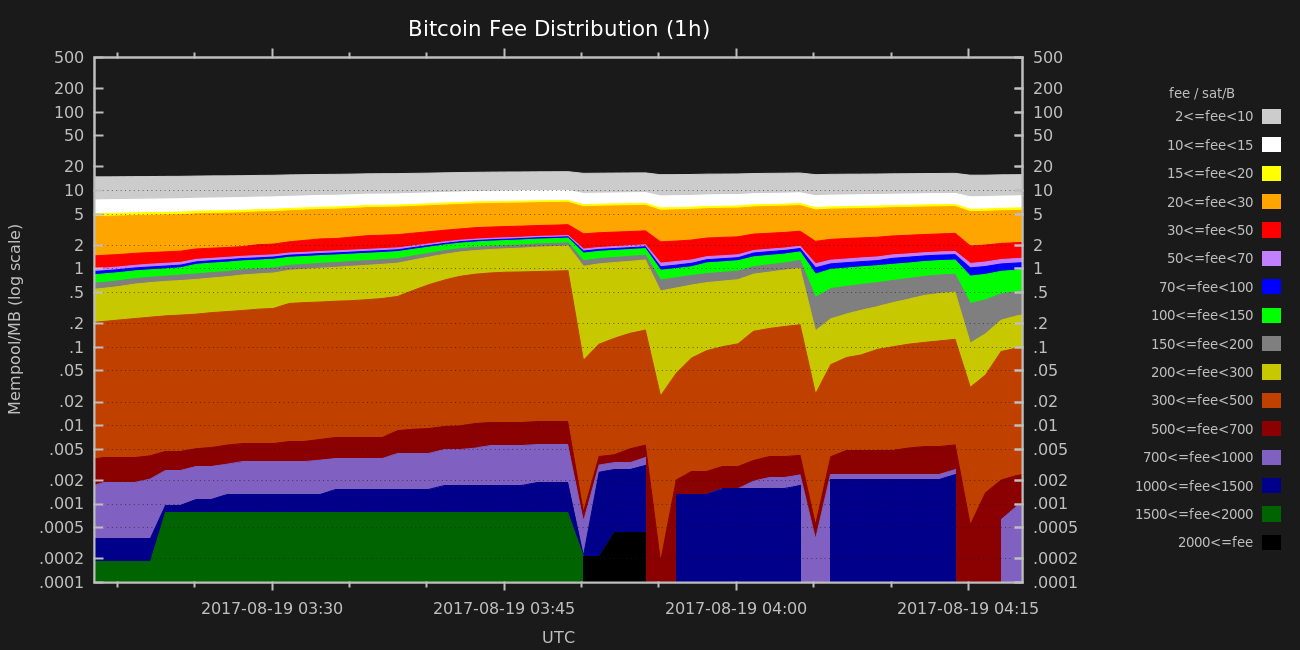 Bitcoin Fee Distribution (1h)
500 500
200 200
100 100
50 50
20 20
10 10
5 5
2 2
1 1
.5 .5
.2 .2
.1 .1
.05 .05
.02 .02
.01 .01
.005 .005
.002 .002
.001 .001
.0005 .0005
.0002 .0002
.0001 .0001
Mempool/MB (log scale)
2017-08-19 03:30 2017-08-19 03:45 2017-08-19 04:00 2017-08-19 04:15
UTC
fee / sat/B
2<=fee<10
10<=fee<15
15<=fee<20
20<=fee<30
30<=fee<50
50<=fee<70
70<=fee<100
100<=fee<150
150<=fee<200
200<=fee<300
300<=fee<500
500<=fee<700
700<=fee<1000
1000<=fee<1500
1500<=fee<2000
2000<=fee